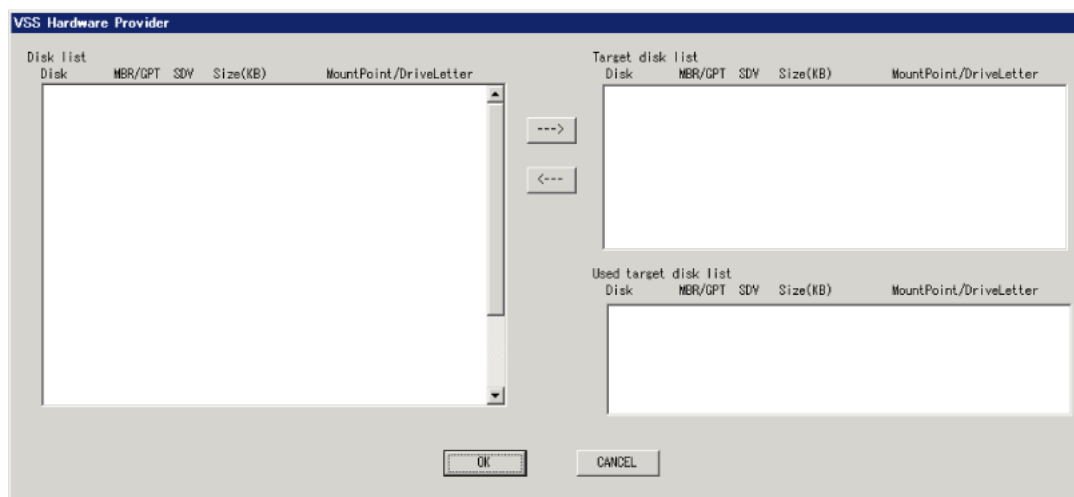 VSS Hardware Provider
Disk list
Disk MBR/GPT SDV Size(KB) MountPoint/DriveLetter
--->
<---
Target disk list
Disk MBR/GPT SDV Size(KB) MountPoint/DriveLetter
Used target disk list
Disk MBR/GPT SDV Size(KB) MountPoint/DriveLetter
OK
CANCEL